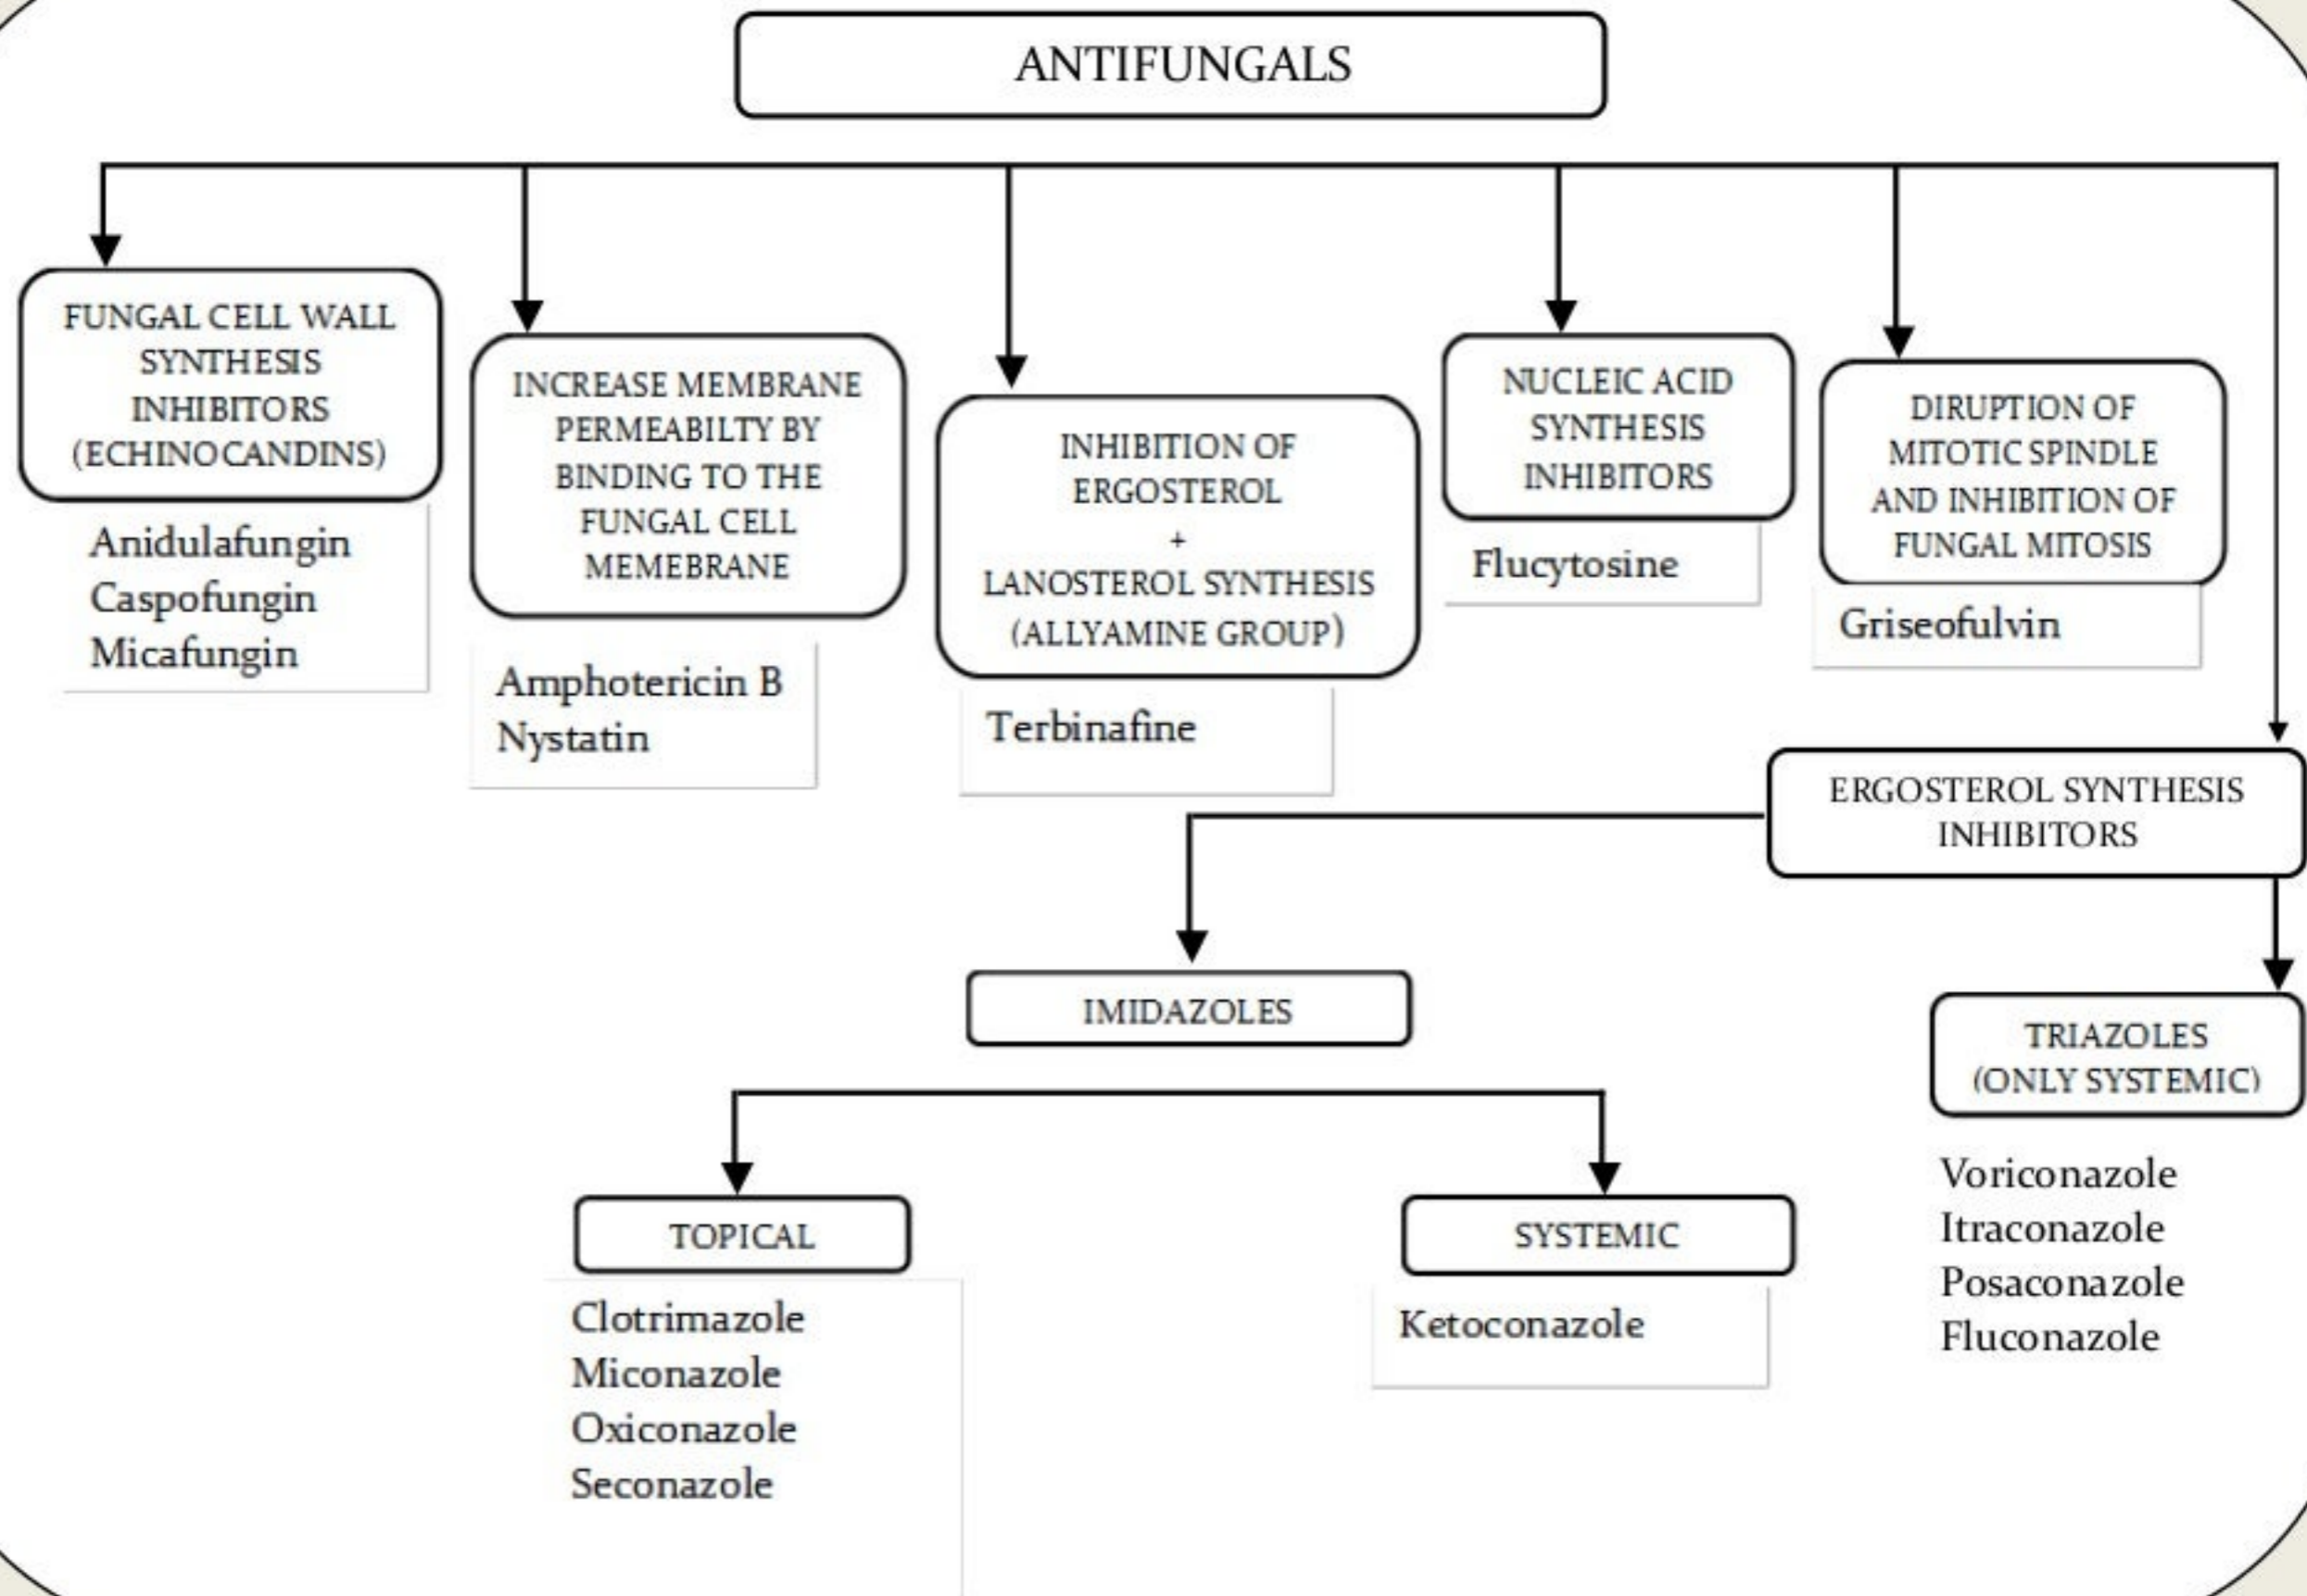 ANTIFUNGALS
FUNGAL CELL WALL
SYNTHESIS
INHIBITORS
(ECHINOCANDINS)
Anidulafungin
Caspofungin
Micafungin
INCREASE MEMBRANE
PERMEABILTY BY
BINDING TO THE
FUNGAL CELL
MEMEBRANE
Amphotericin B
Nystatin
INHIBITION OF
ERGOSTEROL
+
LANOSTEROL SYNTHESIS
(ALLYAMINE GROUP)
Terbinafine
NUCLEIC ACID
SYNTHESIS
INHIBITORS
Flucytosine
DIRUPTION OF
MITOTIC SPINDLE
AND INHIBITION OF
FUNGAL MITOSIS
Griseofulvin
ERGOSTEROL SYNTHESIS
INHIBITORS
IMIDAZOLES
TOPICAL
Clotrimazole
Miconazole
Oxiconazole
Seconazole
SYSTEMIC
Ketoconazole
TRIAZOLES
(ONLY SYSTEMIC)
Voriconazole
Itraconazole
Posaconazole
Fluconazole